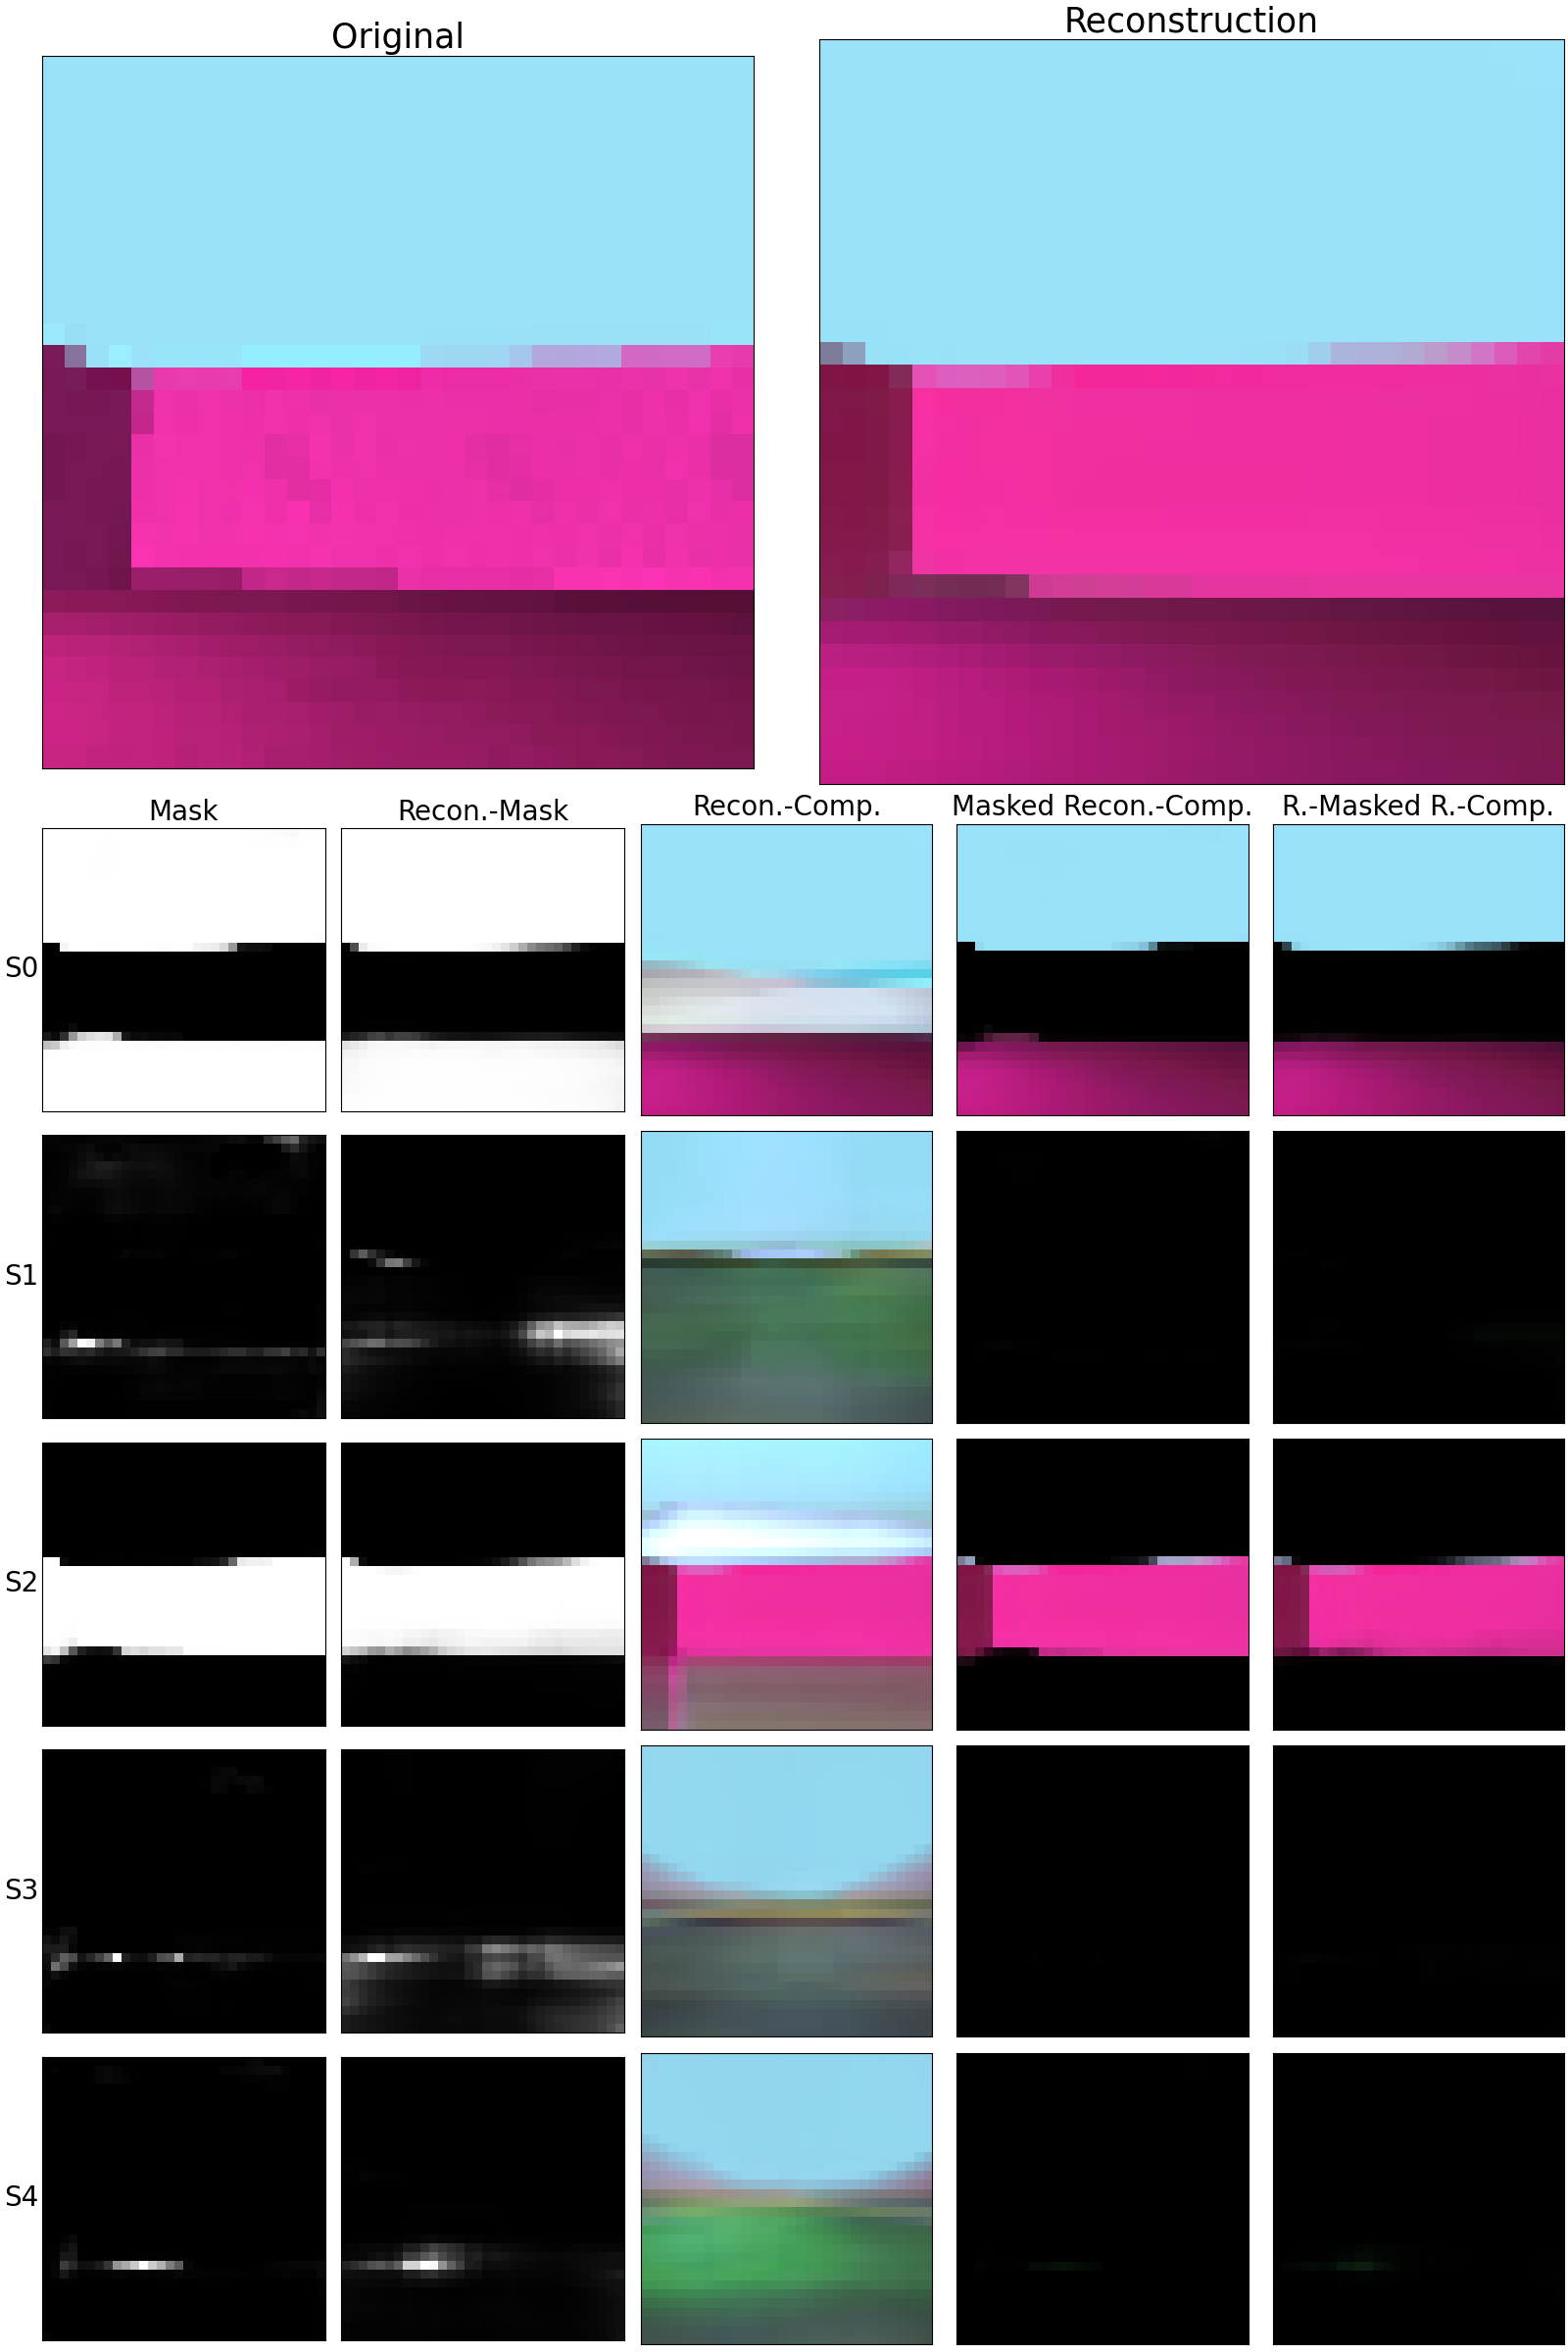 Original
Reconstruction
Mask
Recon.-Mask
Recon.-Comp.
Masked Recon.-Comp.
R.-Masked R.-Comp.
S0
S1
S2
S3
S4